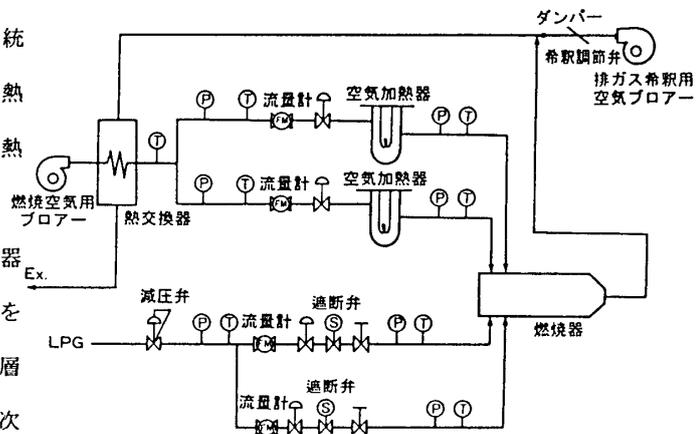 統
熱
熱
器
を
層
次
ダンパー
希釈調節弁
排ガス希釈用
空気ブロアー
P
T
流量計
FM
空気加熱器
P
T
T
P
T
流量計
FM
空気加熱器
P
T
燃焼空気用
ブロアー
熱交換器
Ex.
減圧弁
LPG
P
T
流量計
FM
遮断弁
S
P
T
燃焼器
流量計
FM
遮断弁
S
P
T